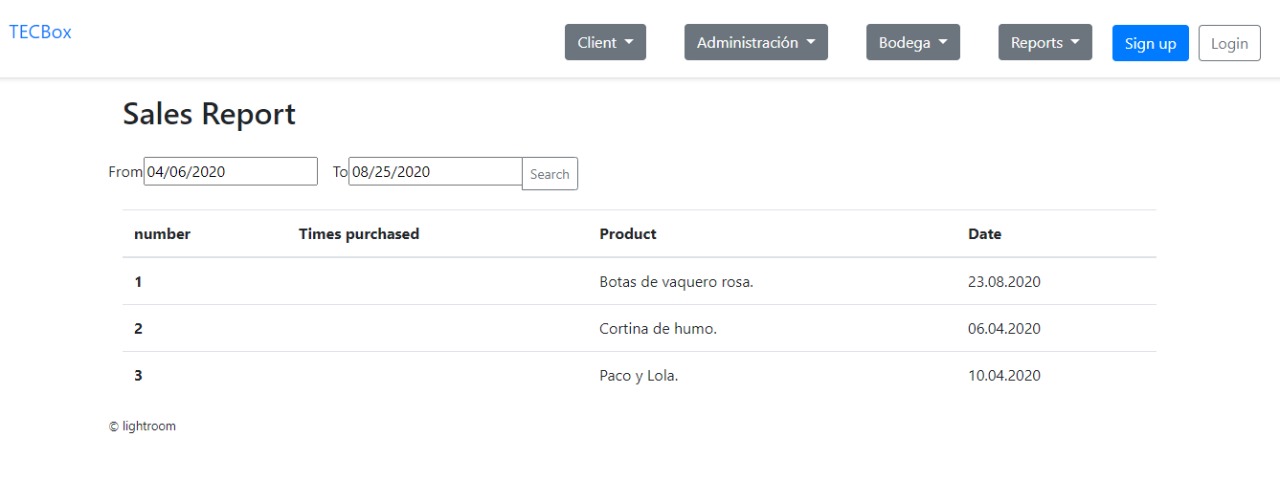 TECBox
Client Administración Bodega Reports Sign up Login
Sales Report
From 04/06/2020 To 08/25/2020 Search
number Times purchased Product Date
1 Botas de vaquero rosa. 23.08.2020
2 Cortina de humo. 06.04.2020
3 Paco y Lola. 10.04.2020
© lightroom